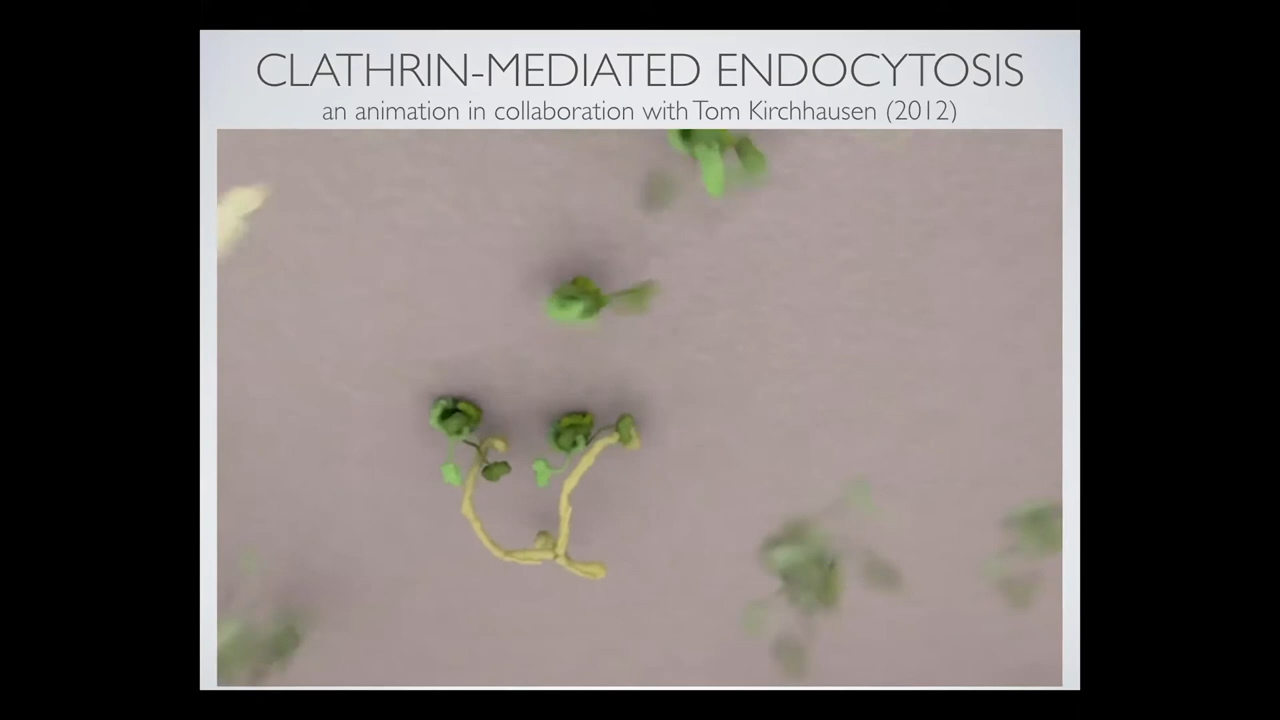 CLATHRIN-MEDIATED ENDOCYTOSIS
an animation in collaboration with Tom Kirchhausen (2012)